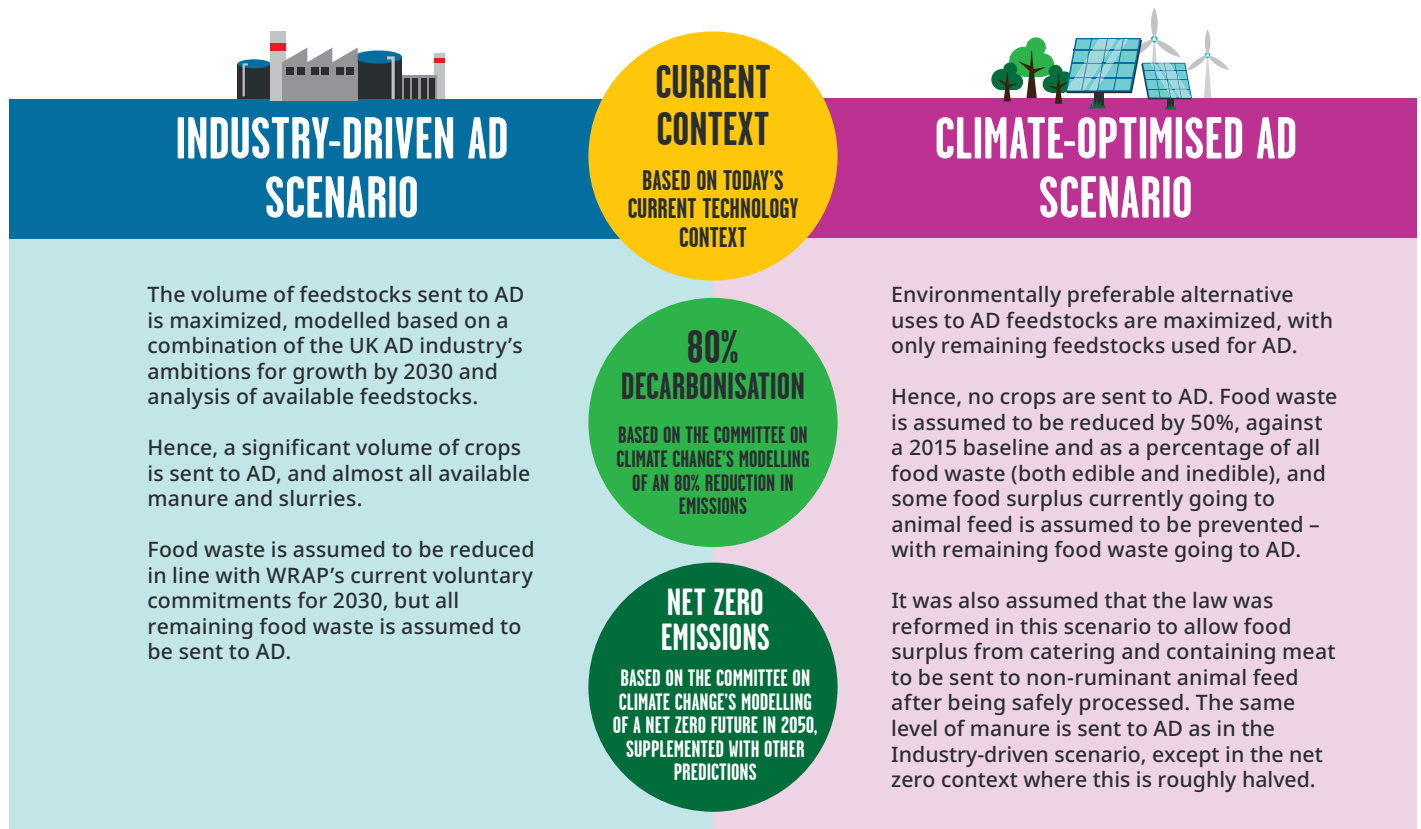 INDUSTRY-DRIVEN AD
SCENARIO
The volume of feedstocks sent to AD
is maximized, modelled based on a
combination of the UK AD industry's
ambitions for growth by 2030 and
analysis of available feedstocks.
Hence, a significant volume of crops
is sent to AD, and almost all available
manure and slurries.
Food waste is assumed to be reduced
in line with WRAP's current voluntary
commitments for 2030, but all
remaining food waste is assumed to
be sent to AD.
CURRENT
CONTEXT
BASED ON TODAY'S
CURRENT TECHNOLOGY
CONTEXT
80%
DECARBONISATION
BASED ON THE COMMITTEE ON
CLIMATE CHANGE'S MODELLING
OF AN 80% REDUCTION IN
EMISSIONS
NET ZERO
EMISSIONS
BASED ON THE COMMITTEE ON
CLIMATE CHANGE'S MODELLING
OF A NET ZERO FUTURE IN 2050,
SUPPLEMENTED WITH OTHER
PREDICTIONS
CLIMATE-OPTIMISED AD
SCENARIO
Environmentally preferable alternative
uses to AD feedstocks are maximized, with
only remaining feedstocks used for AD.
Hence, no crops are sent to AD. Food waste
is assumed to be reduced by 50%, against
a 2015 baseline and as a percentage of all
food waste (both edible and inedible), and
some food surplus currently going to
animal feed is assumed to be prevented –
with remaining food waste going to AD.
It was also assumed that the law was
reformed in this scenario to allow food
surplus from catering and containing meat
to be sent to non-ruminant animal feed
after being safely processed. The same
level of manure is sent to AD as in the
Industry-driven scenario, except in the net
zero context where this is roughly halved.